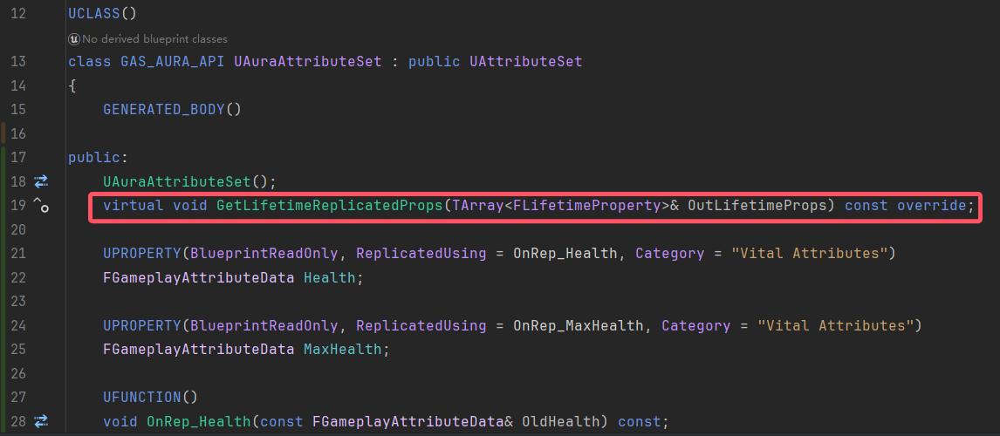 12 UCLASS()
No derived blueprint classes
13 class GAS_AURA_API UAuraAttributeSet : public UAttributeSet
14 {
15     GENERATED_BODY()
16
17 public:
18     UAuraAttributeSet();
19     virtual void GetLifetimeReplicatedProps(TArray<FLifetimeProperty>& OutLifetimeProps) const override;
20
21     UPROPERTY(BlueprintReadOnly, ReplicatedUsing = OnRep_Health, Category = "Vital Attributes")
22     FGameplayAttributeData Health;
23
24     UPROPERTY(BlueprintReadOnly, ReplicatedUsing = OnRep_MaxHealth, Category = "Vital Attributes")
25     FGameplayAttributeData MaxHealth;
26
27     UFUNCTION()
28     void OnRep_Health(const FGameplayAttributeData& OldHealth) const;